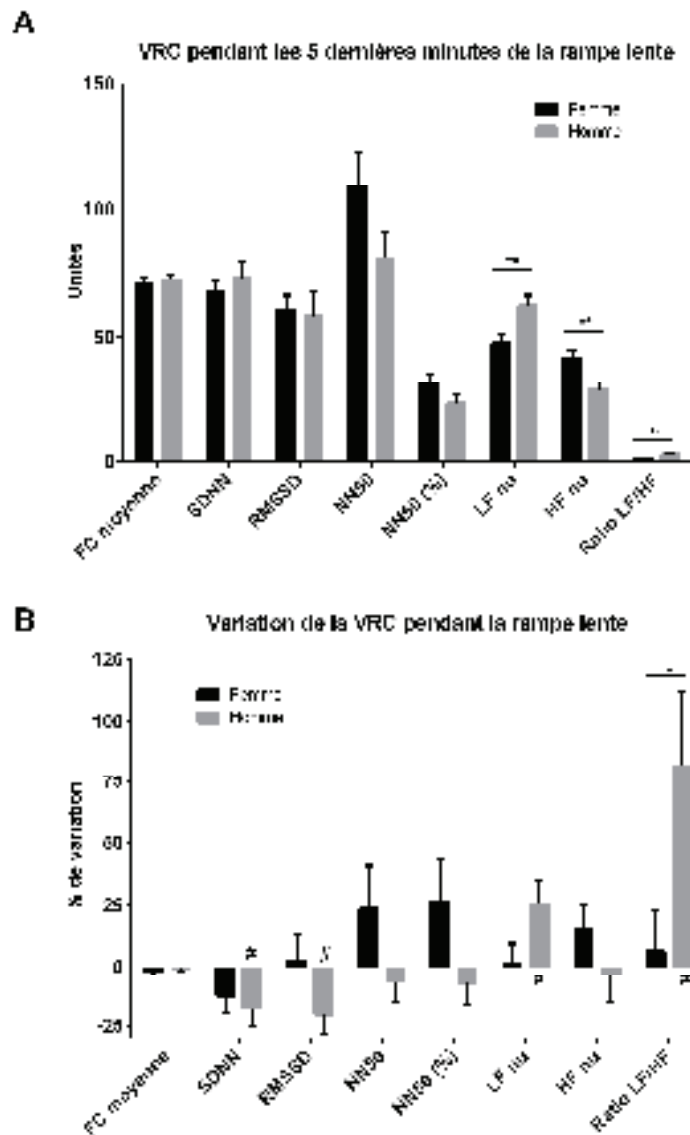 A
VRC pendant les 5 dernières minutes de la rampe lente
150
100
50
0
Unités
Femme
Homme
**
**
*
FC moyenne
SDNN
RMSSD
NN50
NN50 (%)
LF nu
HF nu
Ratio LF/HF
B
Variation de la VRC pendant la rampe lente
125
100
75
50
25
0
-25
% de variation
Femme
Homme
*
#
#
#
#
FC moyenne
SDNN
RMSSD
NN50
NN50 (%)
LF nu
HF nu
Ratio LF/HF